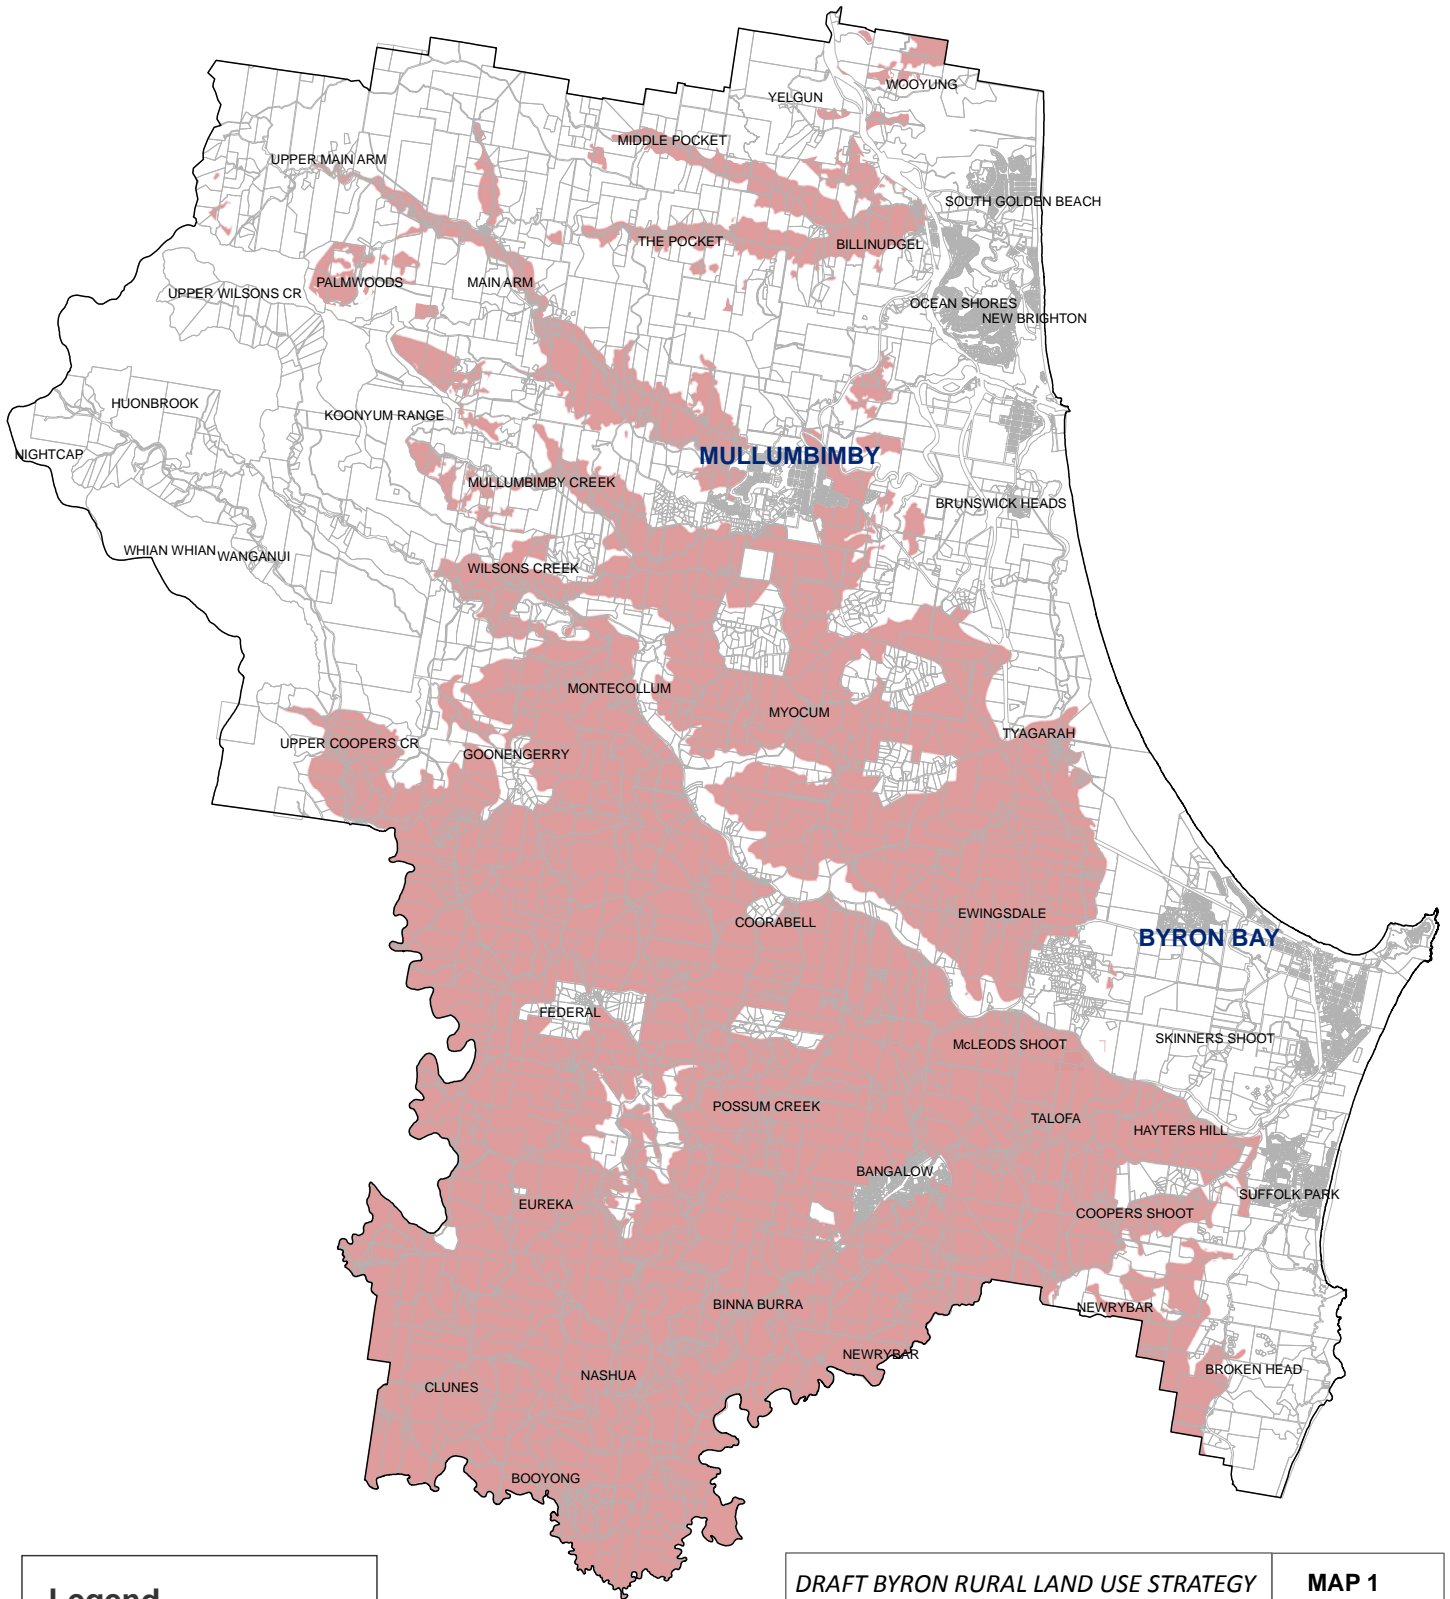 WOOYUNG
YELGUN
MIDDLE POCKET
UPPER MAIN ARM
SOUTH GOLDEN BEACH
THE POCKET
BILLINUDGEL
PALMWOODS
MAIN ARM
UPPER WILSONS CR
OCEAN SHORES
NEW BRIGHTON
HUONBROOK
KOONYUM RANGE
NIGHTCAP
MULLUMBIMBY
MULLUMBIMBY CREEK
BRUNSWICK HEADS
WHIAN WHIAN
WANGANUI
WILSONS CREEK
MONTECOLLUM
MYOCUM
TYAGARAH
UPPER COOPERS CR
GOONENGERRY
EWINGSDALE
COORABELL
BYRON BAY
FEDERAL
SKINNERS SHOOT
McLEODS SHOOT
POSSUM CREEK
TALOFA
HAYTERS HILL
BANGALOW
SUFFOLK PARK
EUREKA
COOPERS SHOOT
BINNA BURRA
NEWRYBAR
NEWRYBAR
BROKEN HEAD
NASHUA
CLUNES
BOOYONG
Legend
DRAFT BYRON RURAL LAND USE STRATEGY
MAP 1